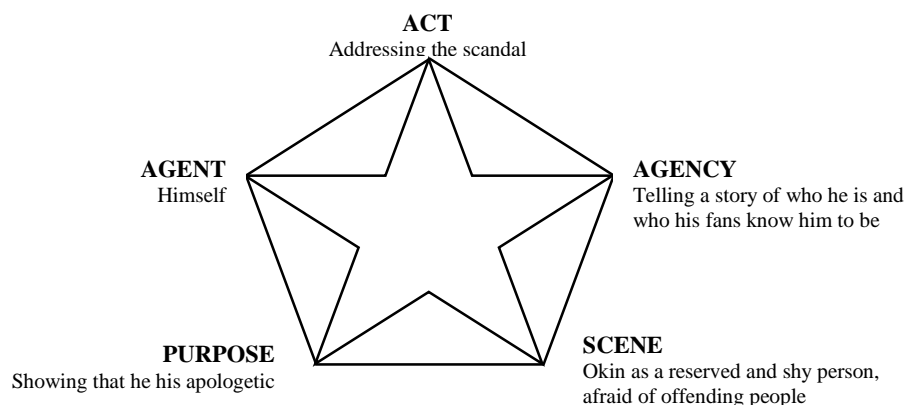 ACT
Addressing the scandal
AGENT
Himself
AGENCY
Telling a story of who he is and
who his fans know him to be
PURPOSE
Showing that he his apologetic
SCENE
Okin as a reserved and shy person,
afraid of offending people